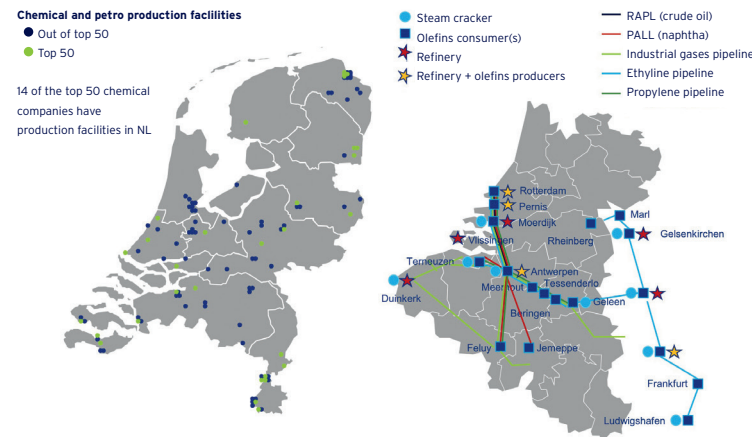 Chemical and petro production facilities
Out of top 50
Top 50
14 of the top 50 chemical
companies have
production facilities in NL
Steam cracker
Olefins consumer(s)
Refinery
Refinery + olefins producers
RAPL (crude oil)
PALL (naphtha)
Industrial gases pipeline
Ethyline pipeline
Propylene pipeline
Rotterdam
Pernis
Moerdijk
Vlissingen
Marl
Rheinberg
Gelsenkirchen
Terneuzen
Antwerpen
Meerhout
Tessenderlo
Duinkerk
Geleen
Beringen
Feluy
Jemeppe
Frankfurt
Ludwigshafen